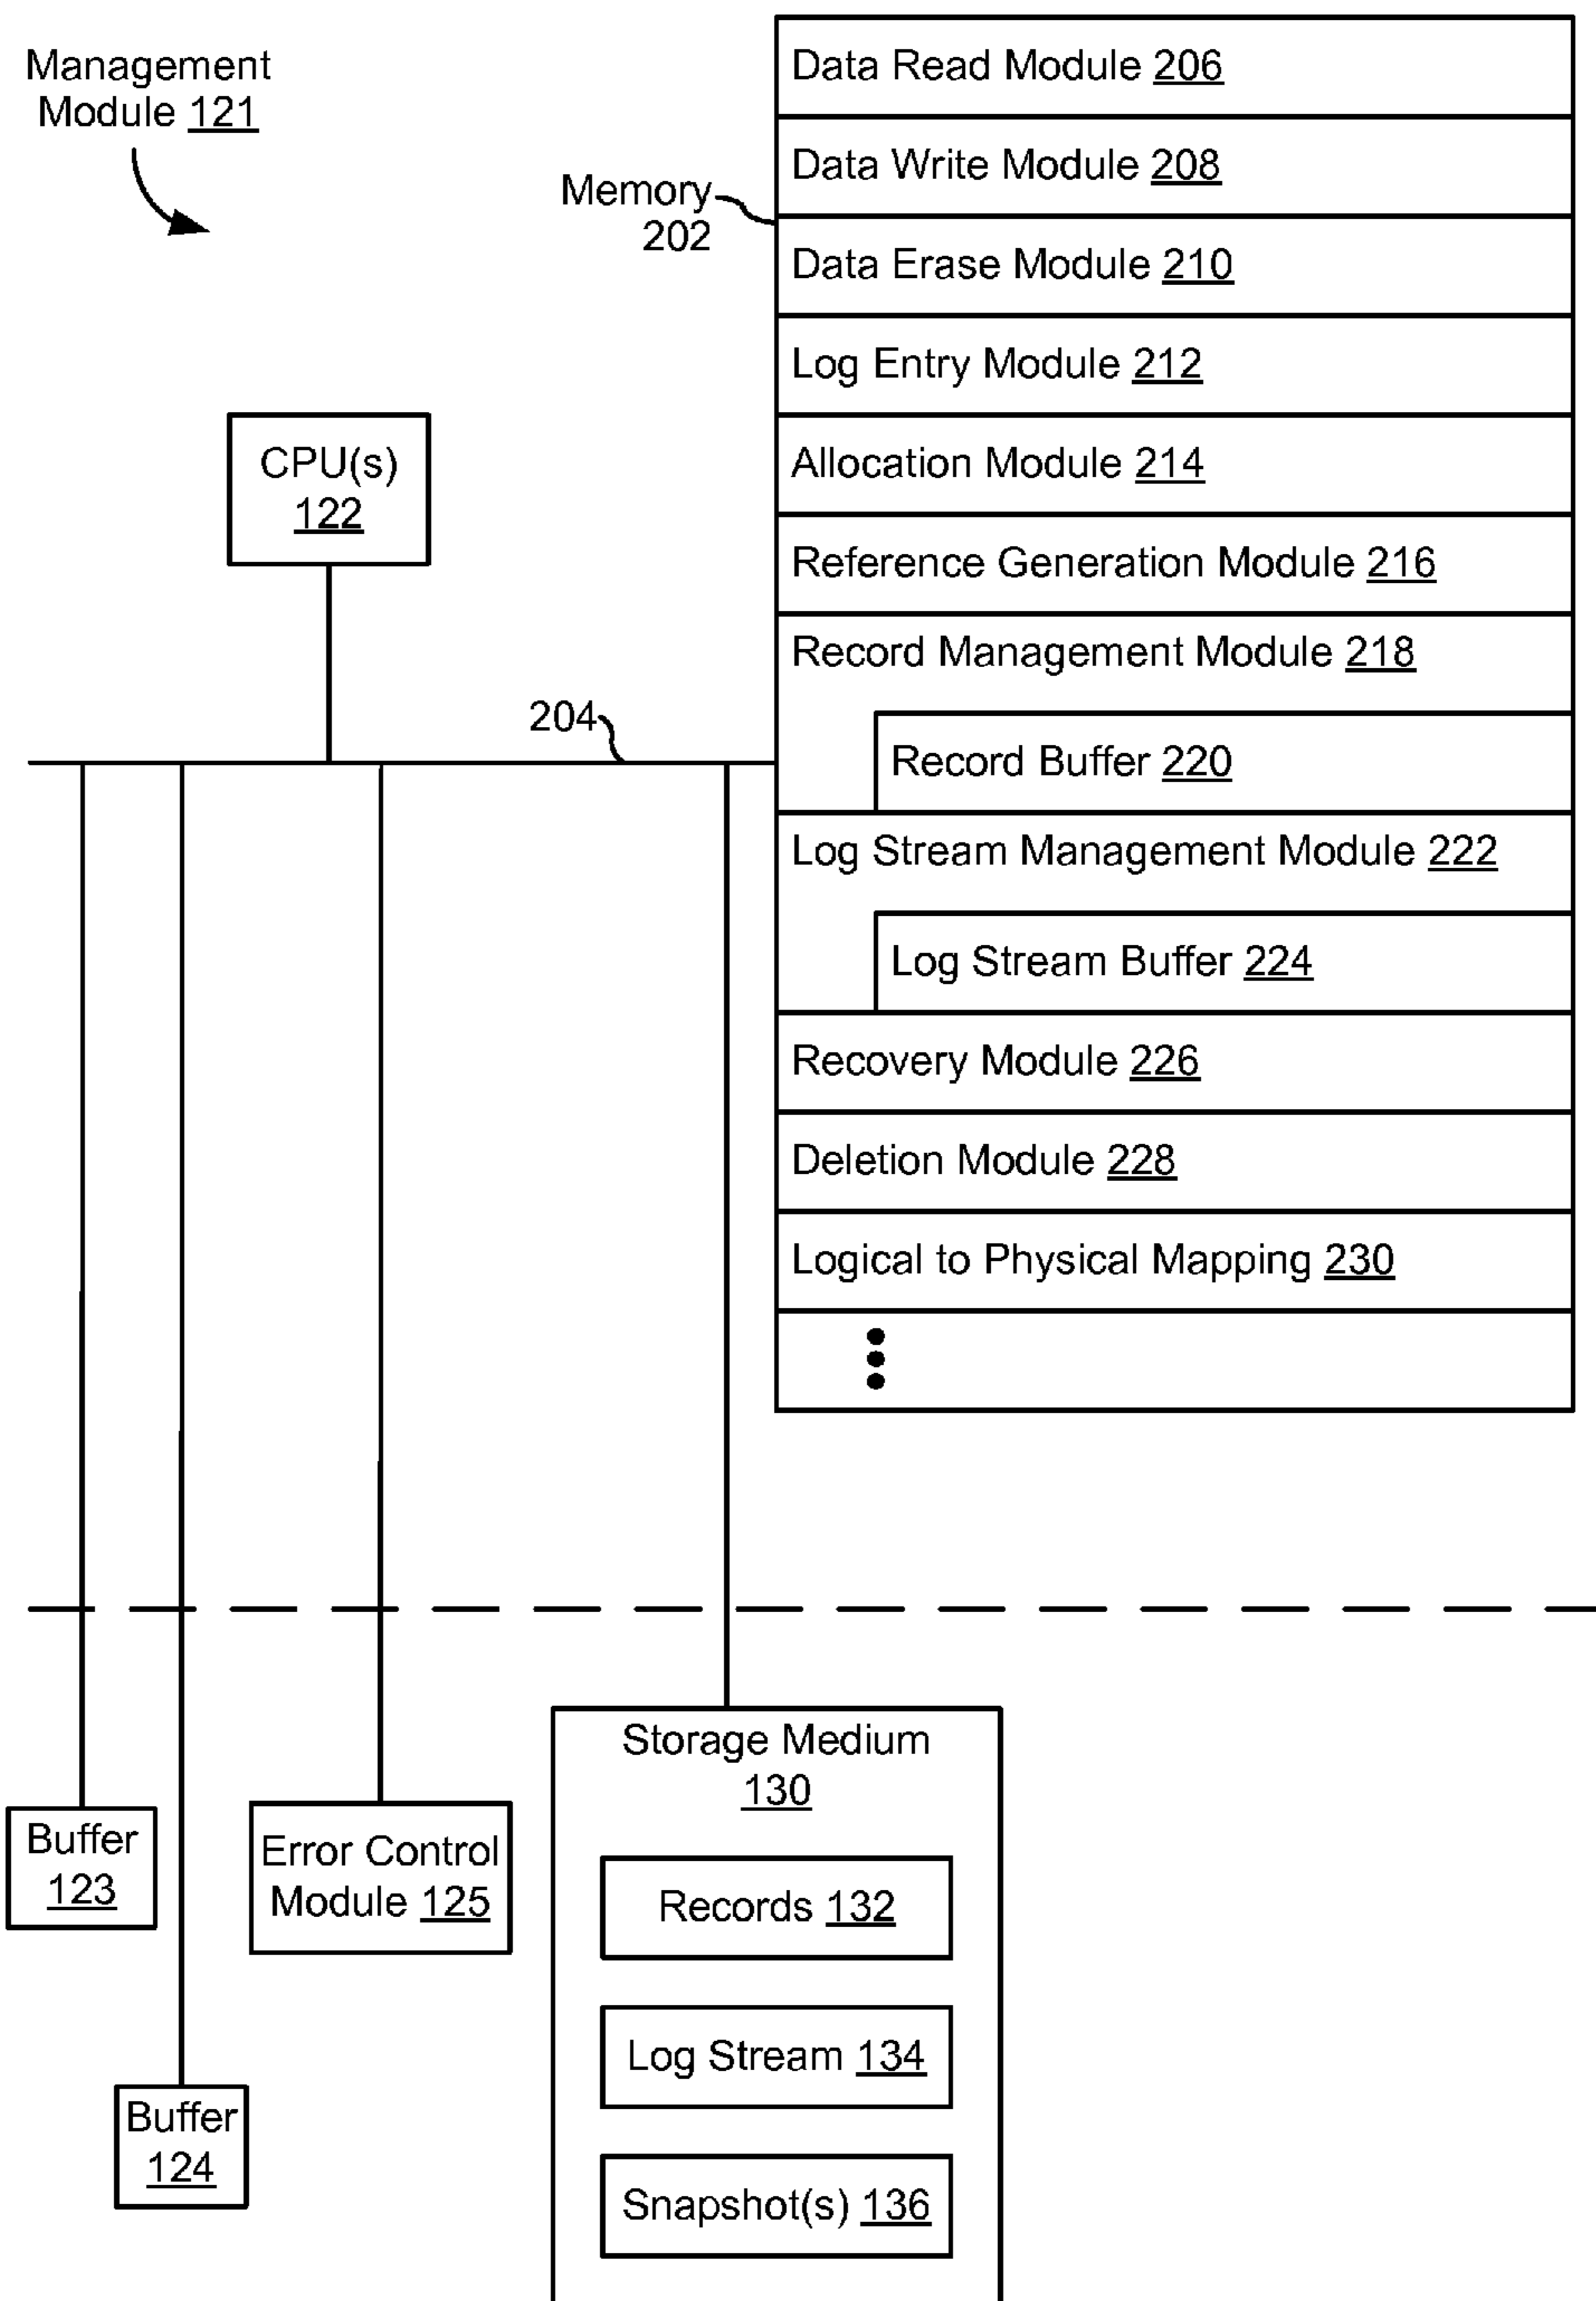 Management
Module 121
Memory
202
Data Read Module 206
Data Write Module 208
Data Erase Module 210
Log Entry Module 212
Allocation Module 214
Reference Generation Module 216
Record Management Module 218
Record Buffer 220
Log Stream Management Module 222
Log Stream Buffer 224
Recovery Module 226
Deletion Module 228
Logical to Physical Mapping 230
CPU(s)
122
204
Buffer
123
Buffer
124
Error Control
Module 125
Storage Medium
130
Records 132
Log Stream 134
Snapshot(s) 136